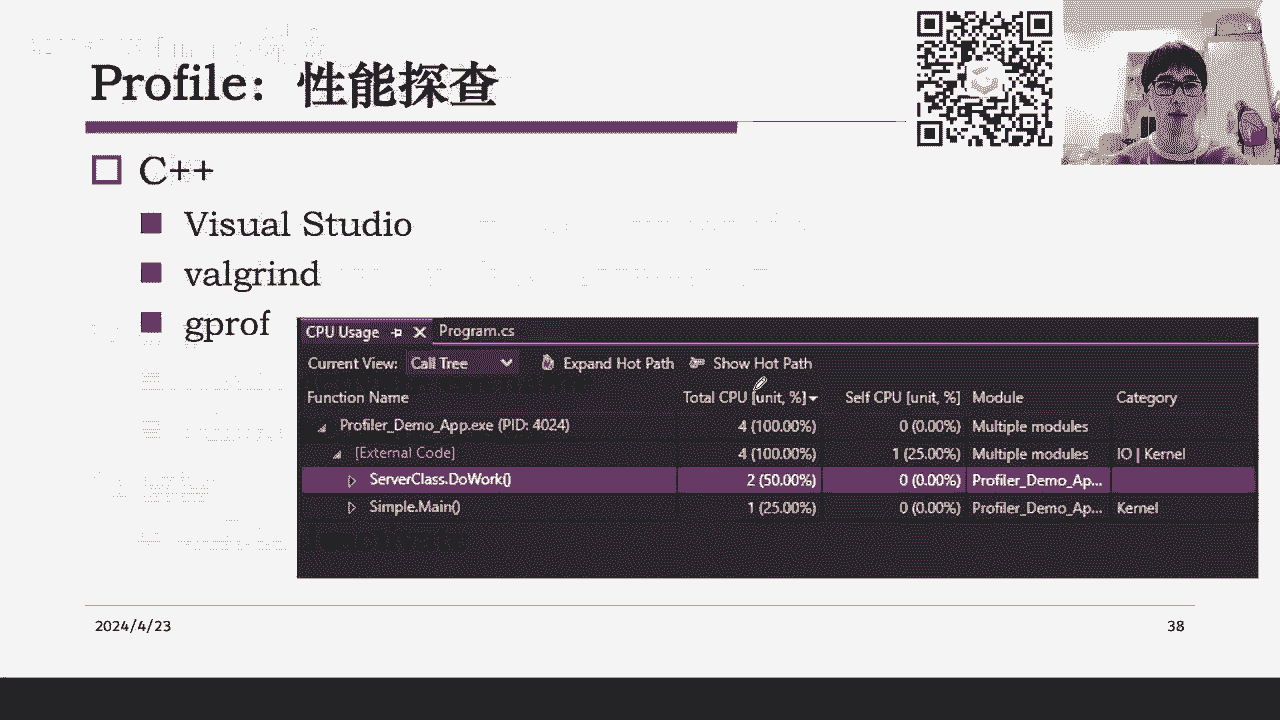 Profile：性能探查
C++
Visual Studio
valgrind
gprof
CPU Usage Program.cs
Current View: Call Tree Expand Hot Path Show Hot Path
Function Name Total CPU [unit, %] Self CPU [unit, %] Module Category
Profiler_Demo_App.exe (PID: 4024) 4 (100.00%) 0 (0.00%) Multiple modules
[External Code] 4 (100.00%) 1 (25.00%) Multiple modules IO | Kernel
ServerClass.DoWork() 2 (50.00%) 0 (0.00%) Profiler_Demo_Ap...
Simple.Main() 1 (25.00%) 0 (0.00%) Profiler_Demo_Ap... Kernel
2024/4/23 38